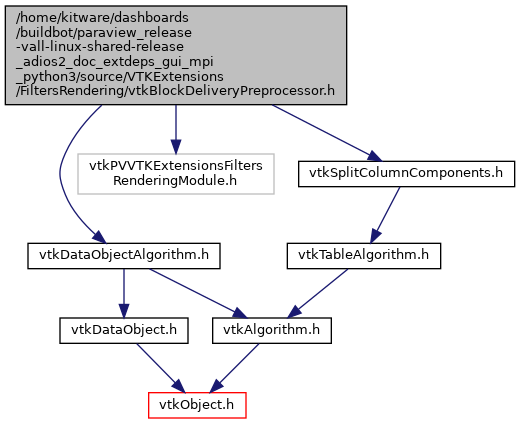 /home/kitware/dashboards
/buildbot/paraview_release
-vall-linux-shared-release
_adios2_doc_extdeps_gui_mpi
_python3/source/VTKExtensions
/FiltersRendering/vtkBlockDeliveryPreprocessor.h
vtkPVVTKExtensionsFilters
RenderingModule.h
vtkSplitColumnComponents.h
vtkDataObjectAlgorithm.h
vtkTableAlgorithm.h
vtkDataObject.h
vtkAlgorithm.h
vtkObject.h